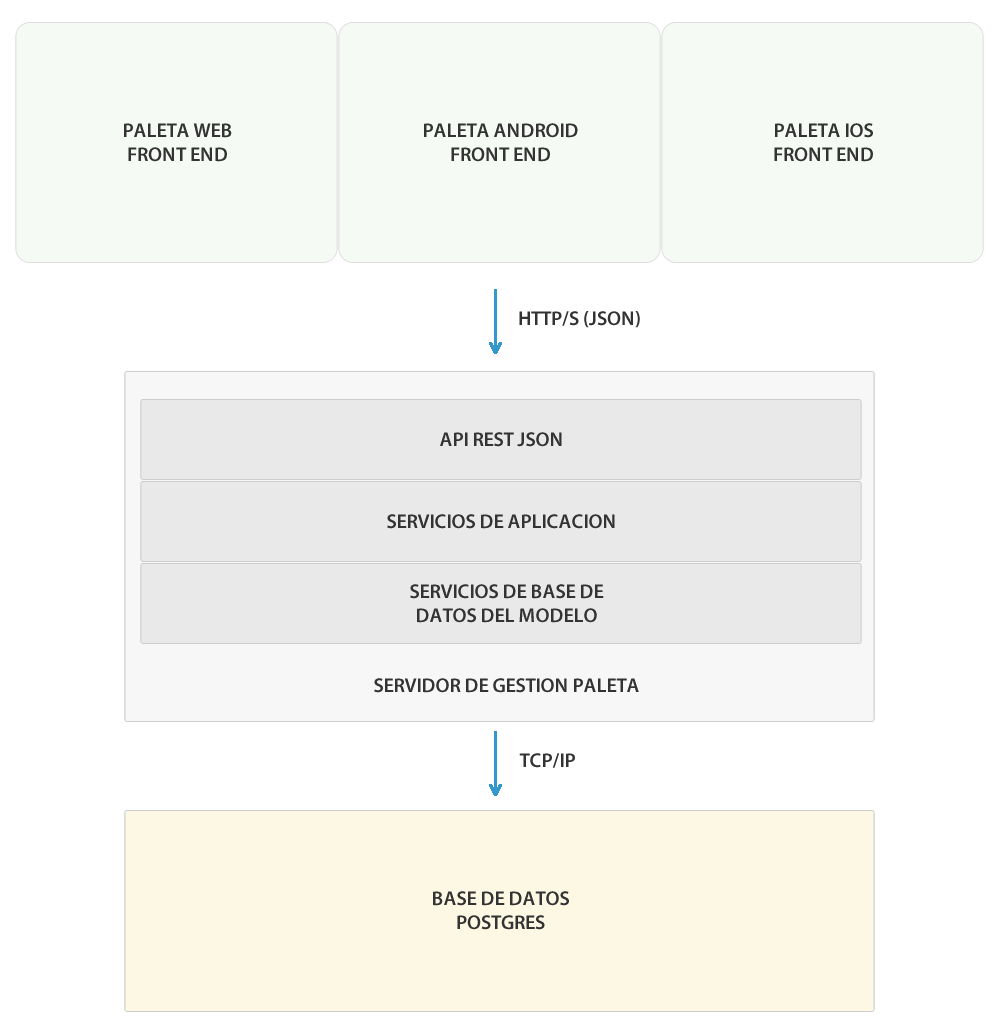 PALETA WEB
FRONT END
PALETA ANDROID
FRONT END
PALETA IOS
FRONT END
HTTP/S (JSON)
API REST JSON
SERVICIOS DE APLICACION
SERVICIOS DE BASE DE
DATOS DEL MODELO
SERVIDOR DE GESTION PALETA
TCP/IP
BASE DE DATOS
POSTGRES